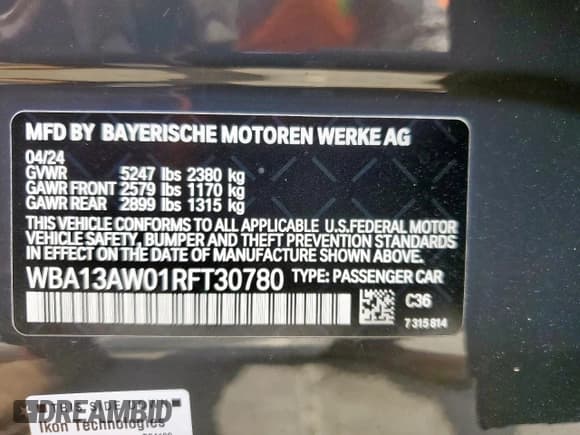 MFD BY BAYERISCHE MOTOREN WERKE AG
04/24
GVWR 5247 lbs 2380 kg
GAWR FRONT 2579 lbs 1170 kg
GAWR REAR 2899 lbs 1315 kg
THIS VEHICLE CONFORMS TO ALL APPLICABLE U.S.FEDERAL MOTOR
VEHICLE SAFETY, BUMPER, AND THEFT PREVENTION STANDARDS
IN EFFECT ON THE DATE OF MANUFACTURE SHOWN ABOVE.
WBA13AW01RFT30780 TYPE: PASSENGER CAR
C36
7 315 814
THIS SIDE DOWN
Ikon Technologies
DREAMBID